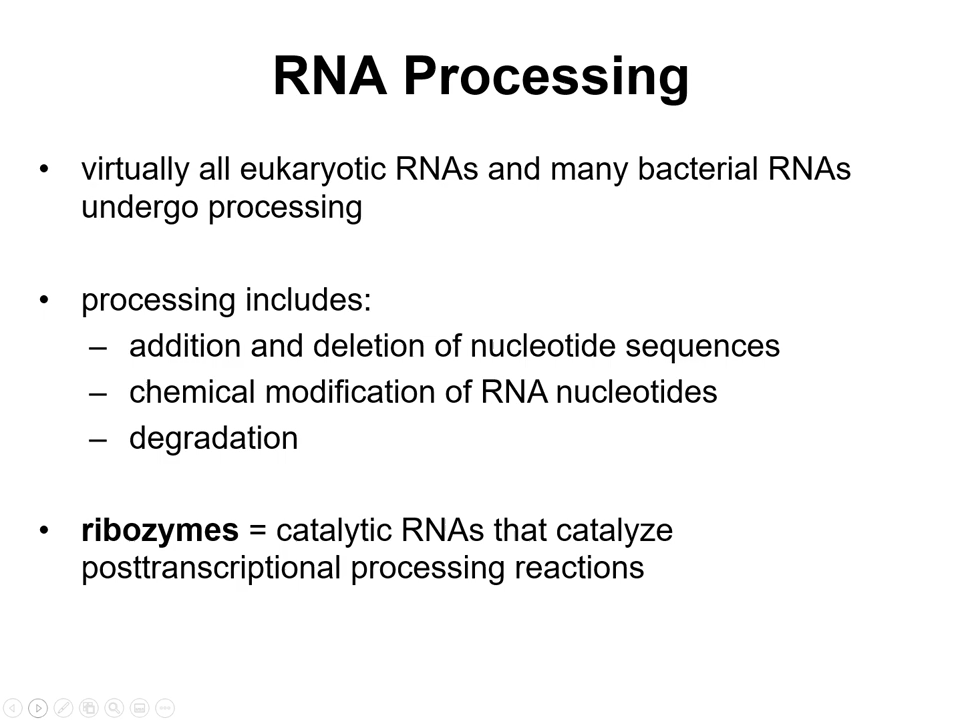 RNA Processing
• virtually all eukaryotic RNAs and many bacterial RNAs
undergo processing
• processing includes:
– addition and deletion of nucleotide sequences
– chemical modification of RNA nucleotides
– degradation
• ribozymes = catalytic RNAs that catalyze
posttranscriptional processing reactions